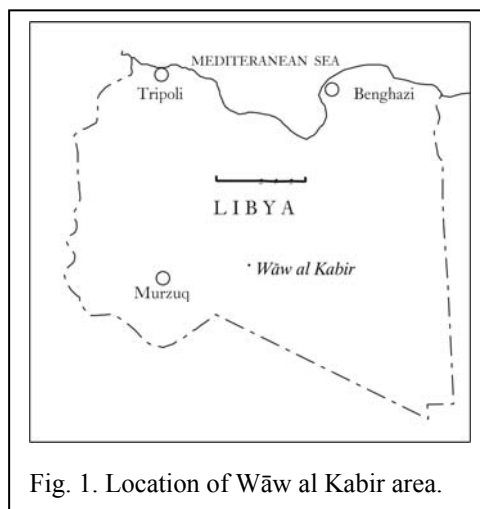 MEDITERANEAN SEA
Tripoli
Benghazi
LIBYA
Wāw al Kabir
Murzuq
Fig. 1. Location of Wāw al Kabir area.